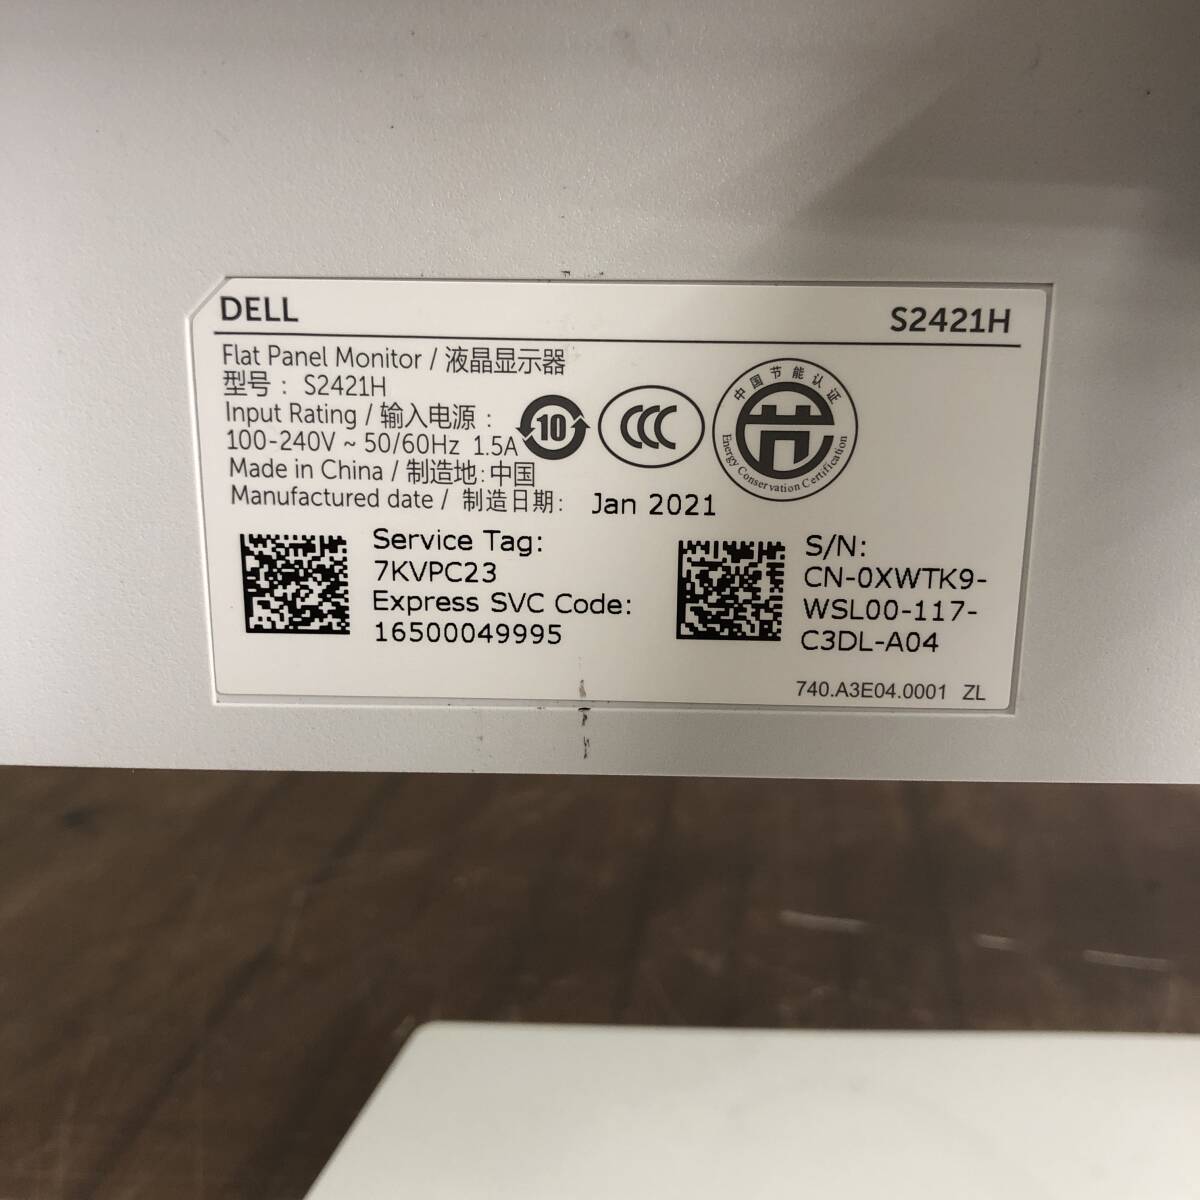 DELL
S2421H
Flat Panel Monitor / 液晶显示器
型号 : S2421H
Input Rating / 输入电源 :
100-240V ~ 50/60Hz 1.5A
Made in China / 制造地:中国
Manufactured date / 制造日期: Jan 2021
10
CCC
中国节能认证
Energy Conservation Certification
Service Tag:
7KVPC23
Express SVC Code:
16500049995
S/N:
CN-0XWTK9-
WSL00-117-
C3DL-A04
740.A3E04.0001 ZL